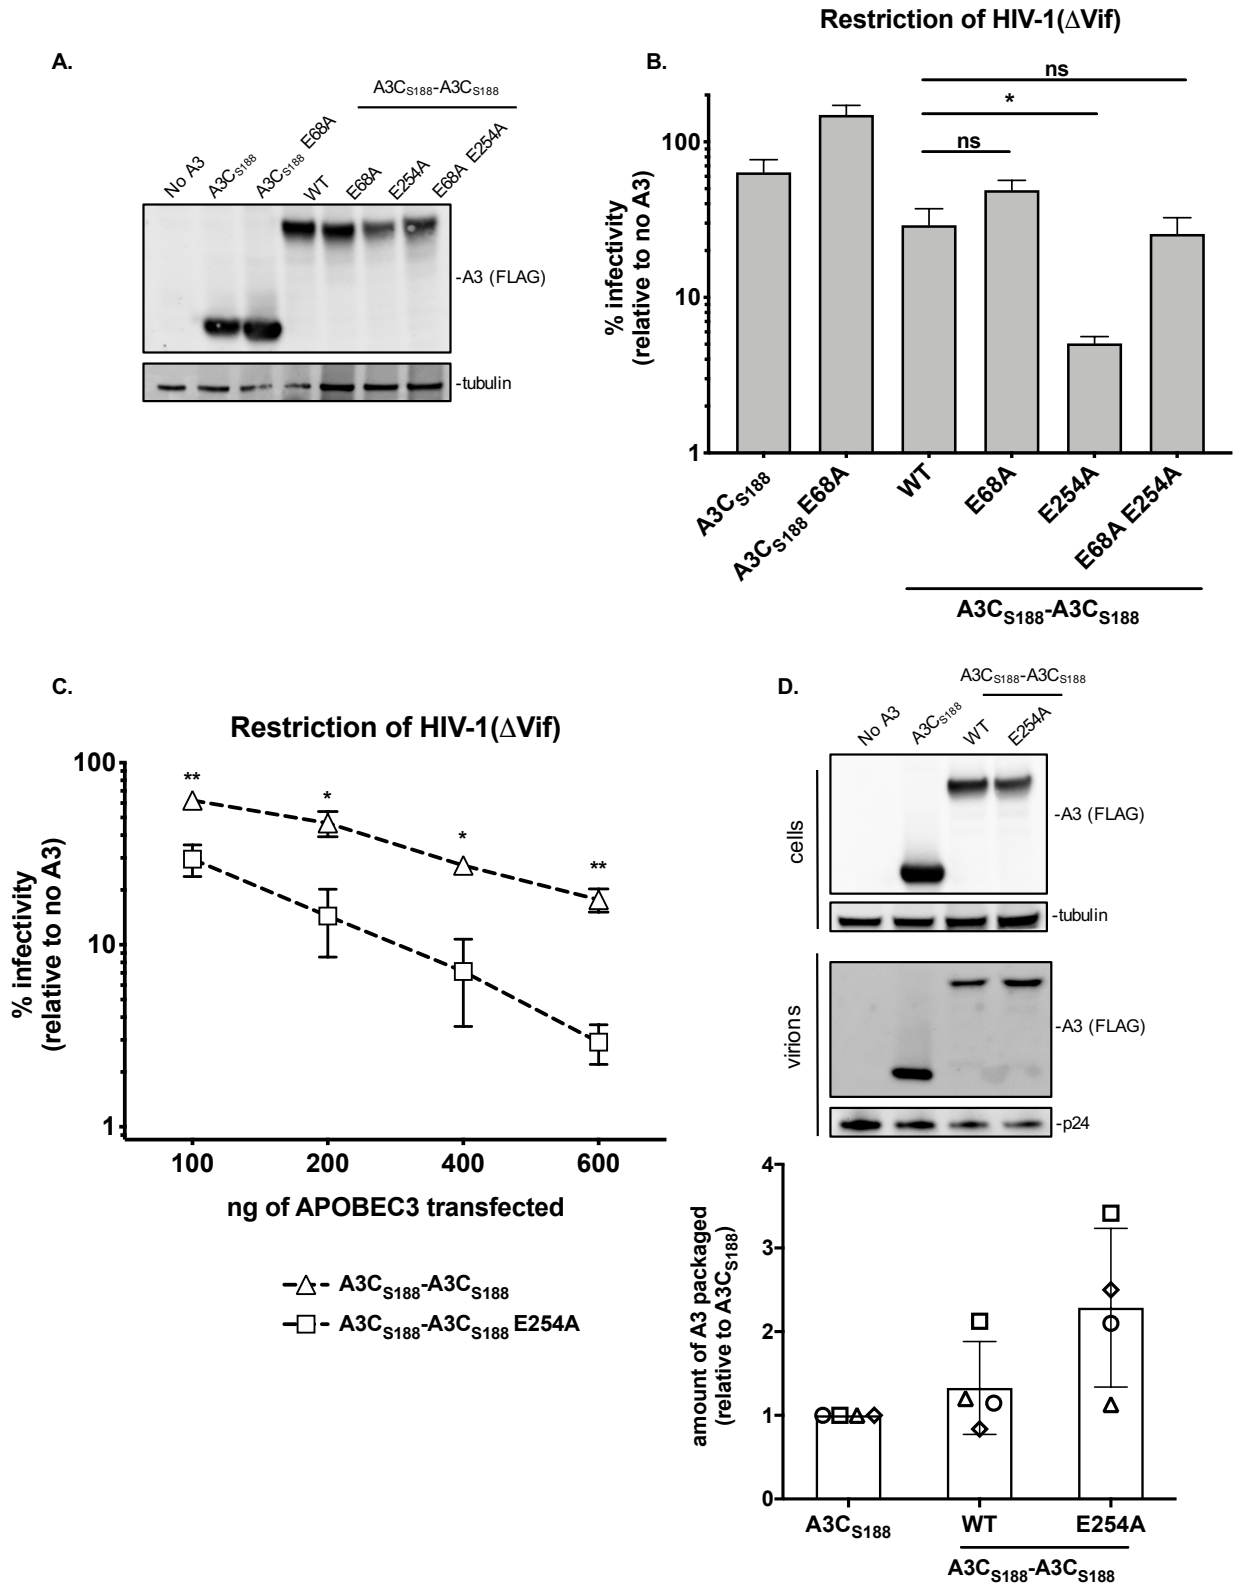 Restriction of HIV-1(ΔVif)
A.
B.
A3CS188-A3CS188
No A3
A3CS188
A3CS188 E68A
WT
E68A
E254A
E68A E254A
-A3 (FLAG)
-tubulin
ns
*
ns
% infectivity
(relative to no A3)
100
10
1
A3CS188
A3CS188 E68A
WT
E68A
E254A
E68A E254A
A3CS188-A3CS188
C.
Restriction of HIV-1(ΔVif)
% infectivity
(relative to no A3)
100
10
1
**
*
*
**
100 200 400 600
ng of APOBEC3 transfected
A3CS188-A3CS188
A3CS188-A3CS188 E254A
D.
A3CS188-A3CS188
No A3
A3CS188
WT
E254A
cells
-A3 (FLAG)
-tubulin
virions
-A3 (FLAG)
-p24
amount of A3 packaged
(relative to A3CS188)
4
3
2
1
0
A3CS188 WT E254A
A3CS188-A3CS188